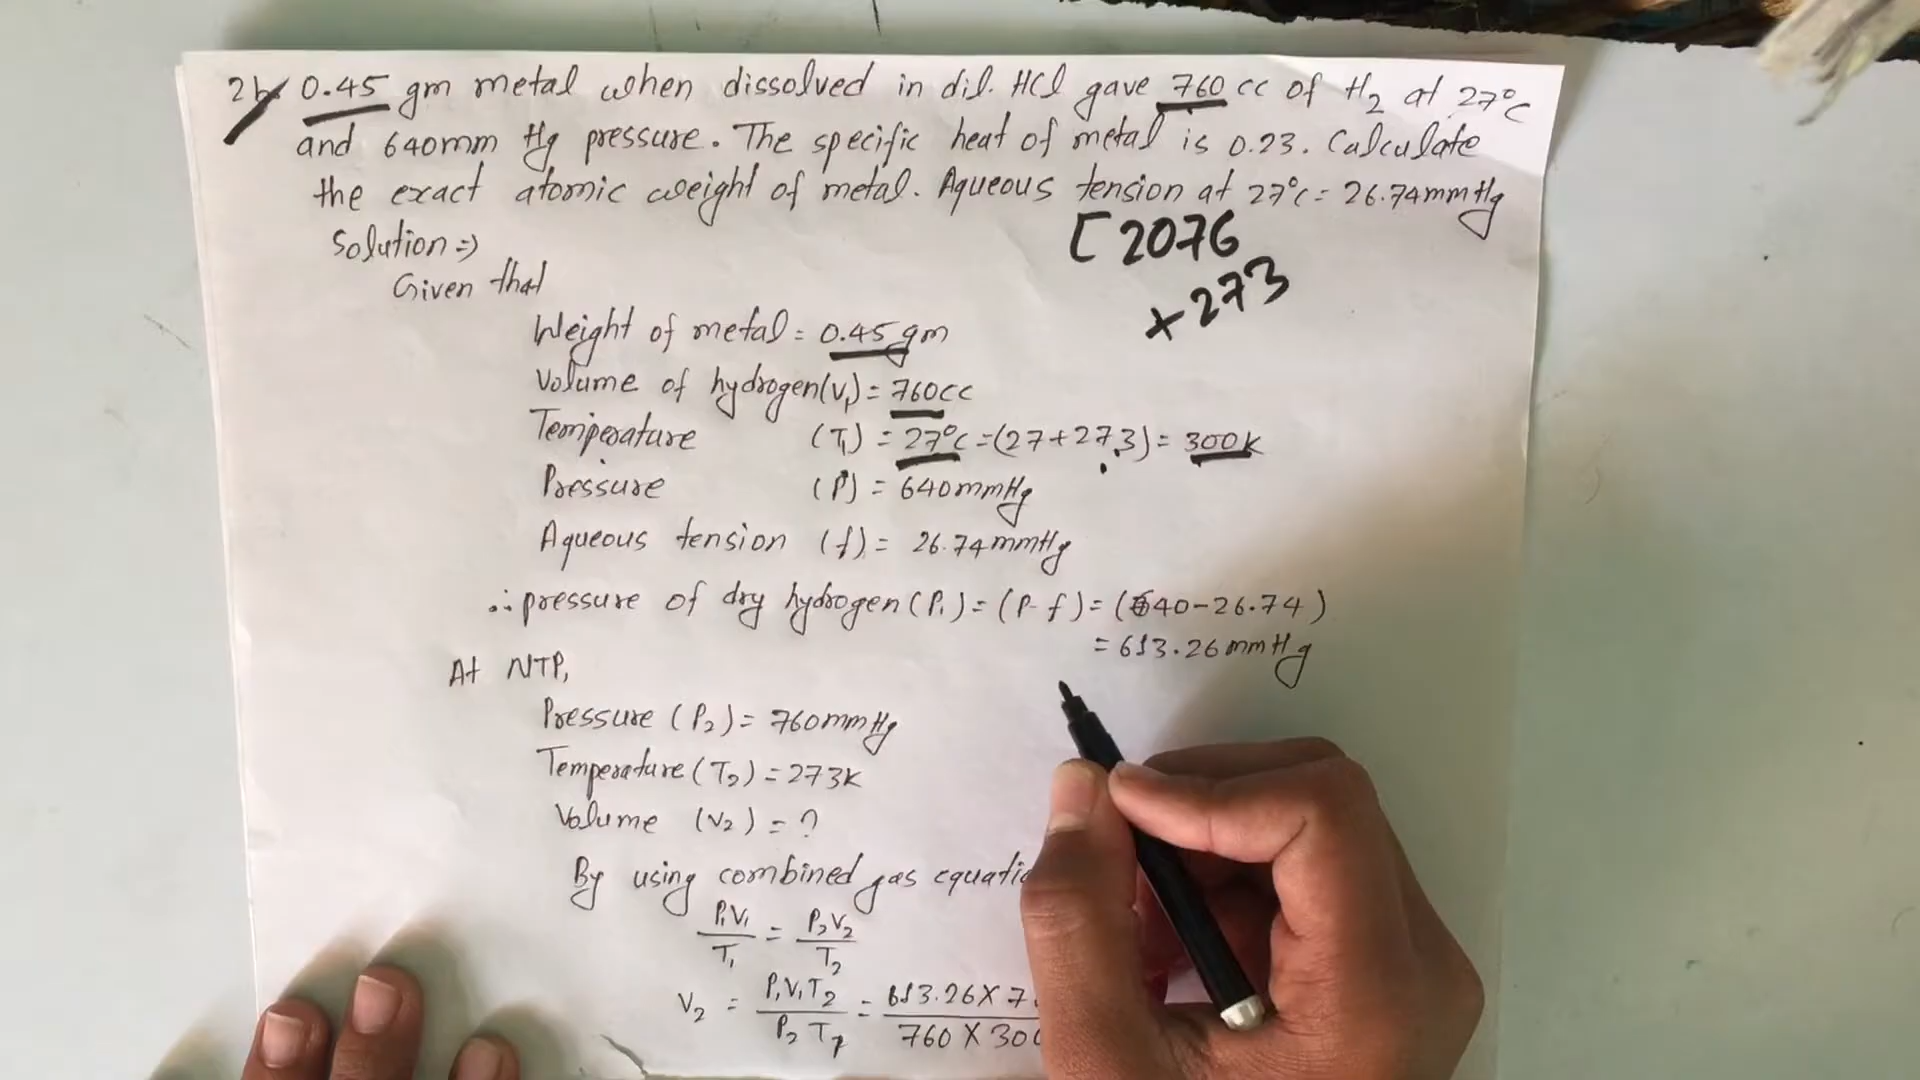 2b. 0.45 gm metal when dissolved in dil. HCl gave 760 cc of H₂ at 27°C
and 640mm Hg pressure. The specific heat of metal is 0.23. Calculate
the exact atomic weight of metal. Aqueous tension at 27°C = 26.74mmHg
[2076
Solution ⇒
Given that
+273
Weight of metal = 0.45 gm
Volume of hydrogen (V₁) = 760cc
Temperature (T₁) = 27°C = (27+273) = 300K
Pressure (P) = 640mmHg
Aqueous tension (f) = 26.74mmHg
∴ pressure of dry hydrogen (P₁) = (P- f) = (640-26.74)
= 613.26mmHg
At NTP,
Pressure (P₂) = 760mmHg
Temperature (T₂) = 273K
Volume (V₂) = ?
By using combined gas
P₁V₁/T₁ = P₂V₂/T₂
V₂ = P₁V₁T₂/P₂T₁ = 613.26 X 7 / 760 X 300